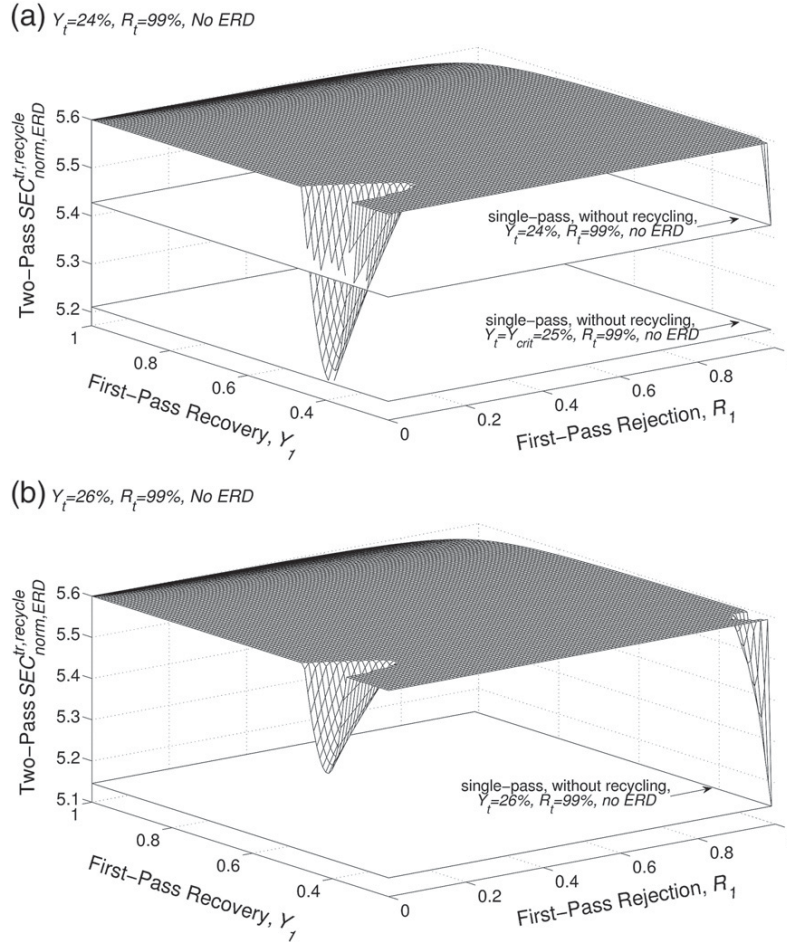 (a) Y_t=24%, R_t=99%, No ERD
Two-Pass SEC^{tr,recycle}_{norm,ERD}
5.6
5.5
5.4
5.3
5.2
1
0.8
0.6
0.4
First-Pass Recovery, Y_1
0
0.2
0.4
0.6
0.8
First-Pass Rejection, R_1
single-pass, without recycling,
Y_t=24%, R_t=99%, no ERD
single-pass, without recycling,
Y_t=Y_{crit}=25%, R_t=99%, no ERD
(b) Y_t=26%, R_t=99%, No ERD
Two-Pass SEC^{tr,recycle}_{norm,ERD}
5.6
5.5
5.4
5.3
5.2
5.1
1
0.8
0.6
0.4
First-Pass Recovery, Y_1
0
0.2
0.4
0.6
0.8
First-Pass Rejection, R_1
single-pass, without recycling,
Y_t=26%, R_t=99%, no ERD